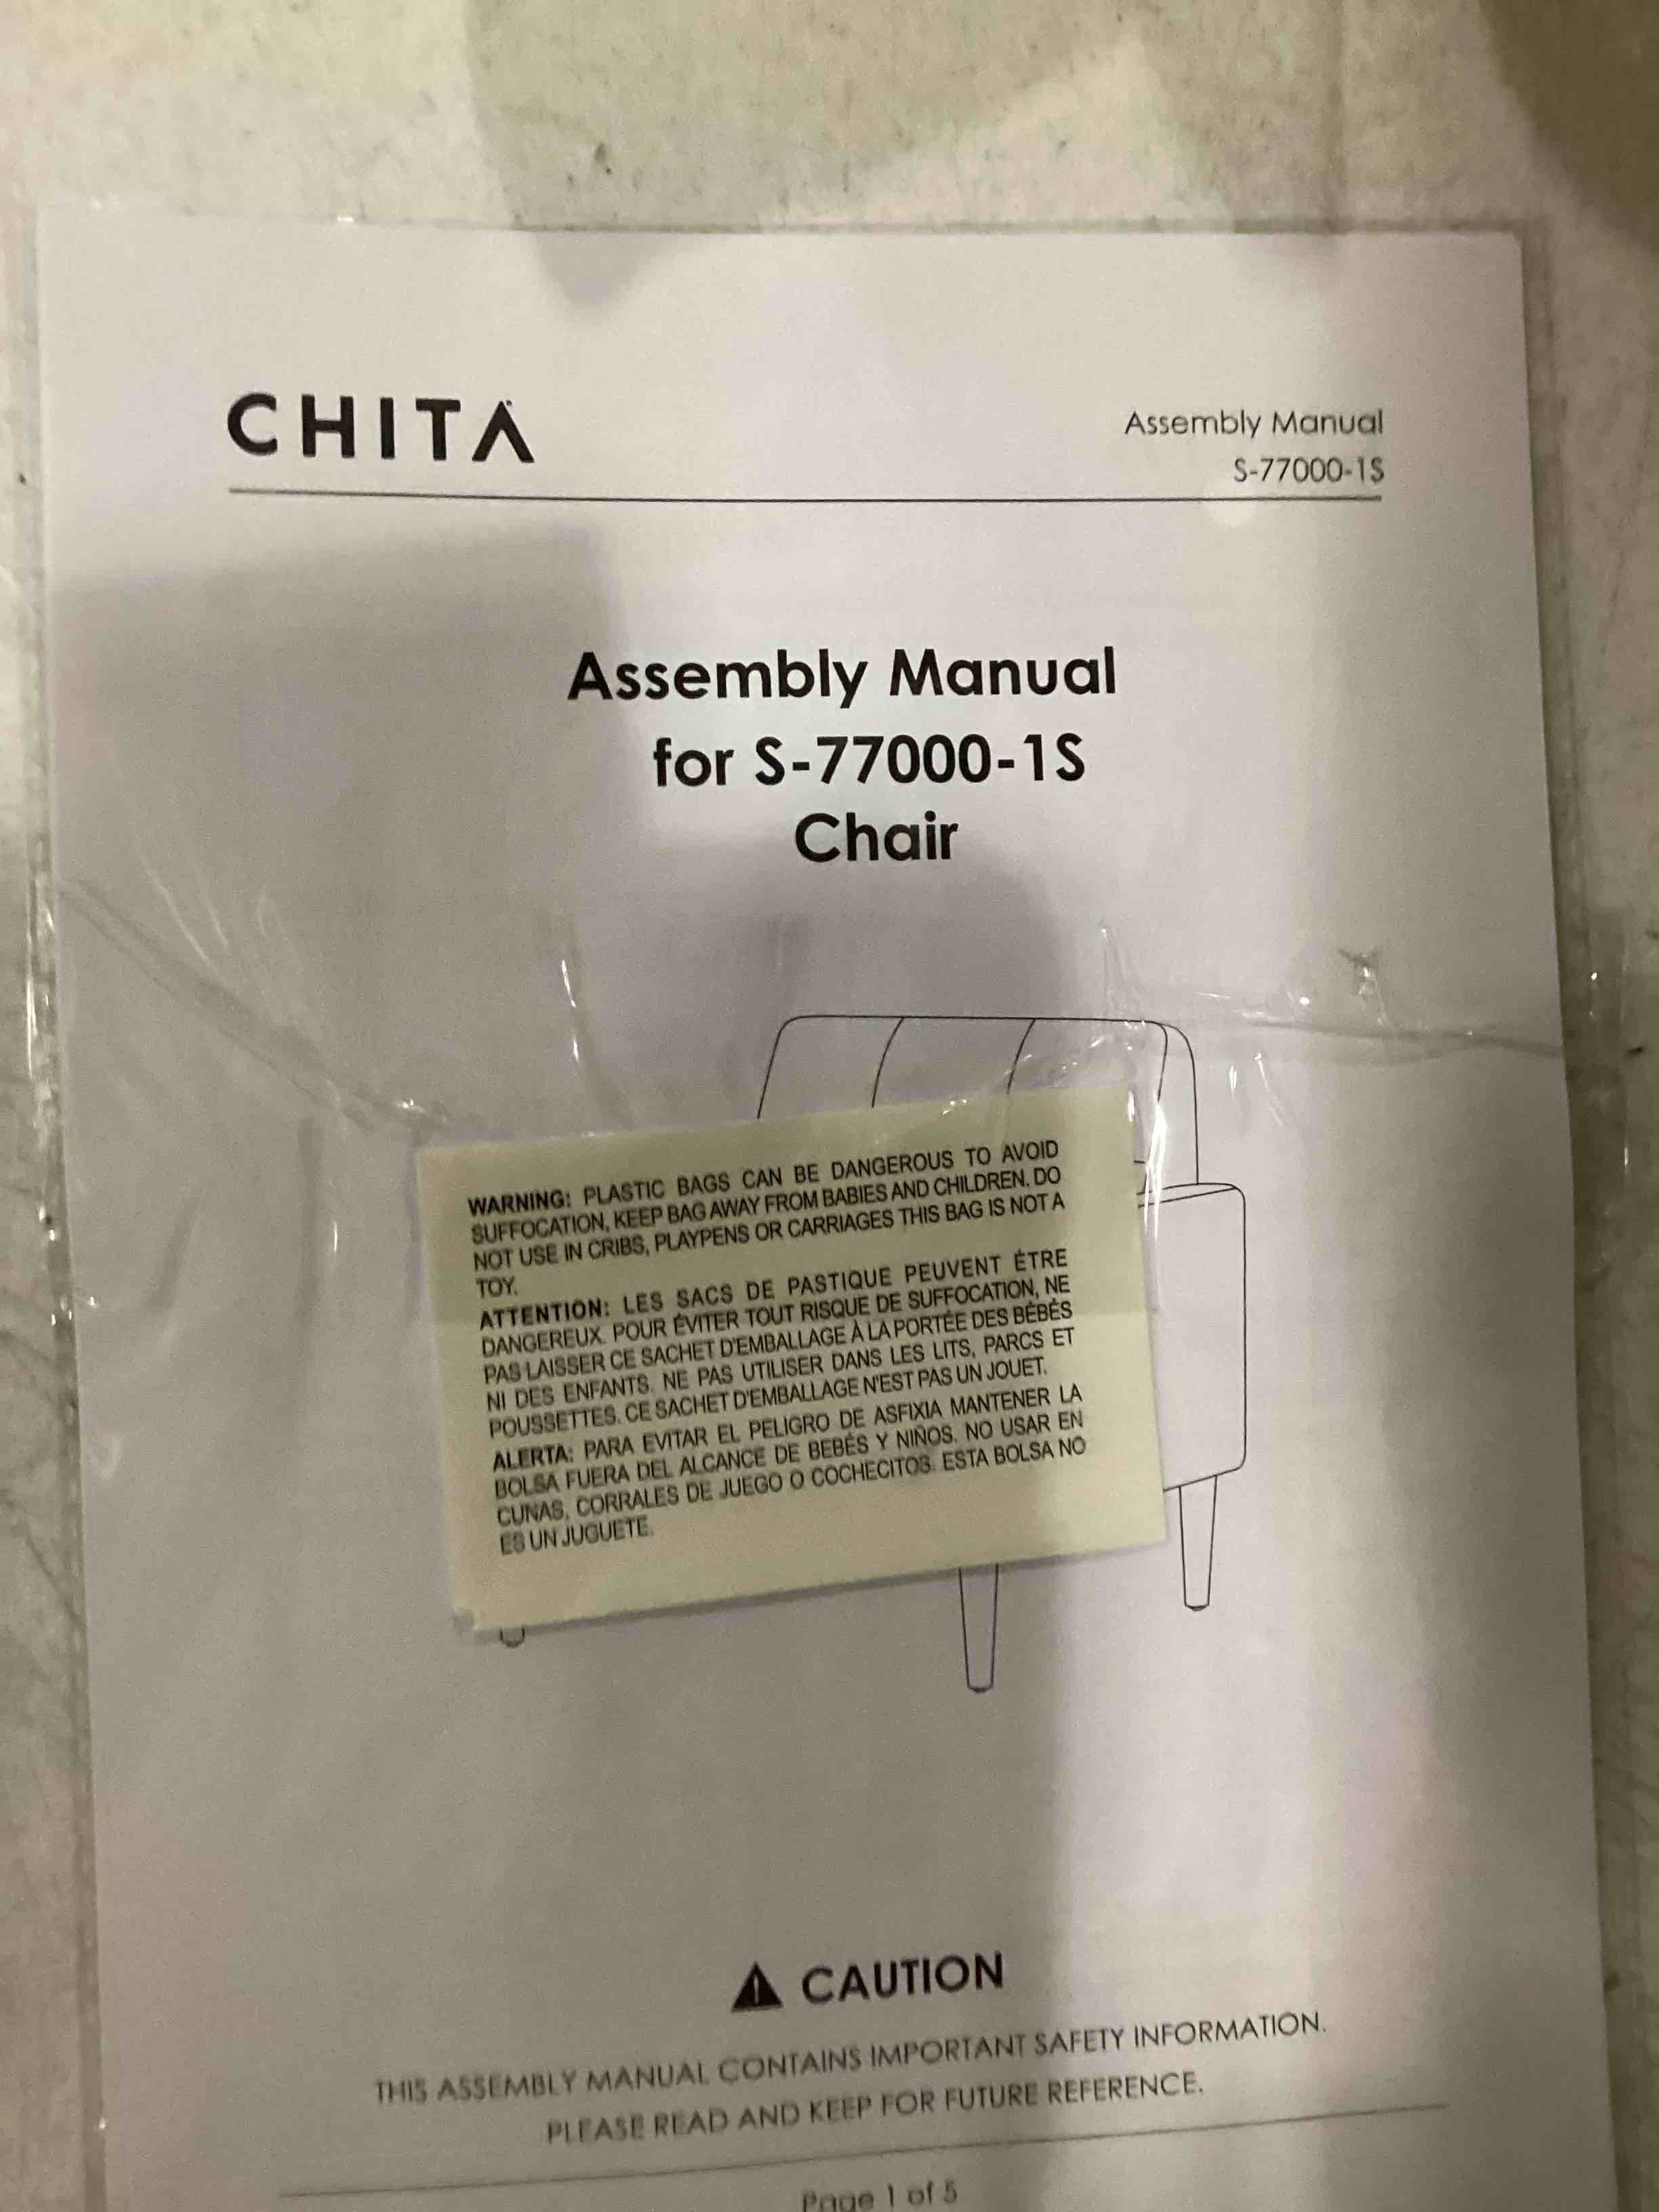 CHITA
Assembly Manual
S-77000-1S
Assembly Manual
for S-77000-1S
Chair
WARNING: PLASTIC BAGS CAN BE DANGEROUS TO AVOID
SUFFOCATION, KEEP BAG AWAY FROM BABIES AND CHILDREN. DO
NOT USE IN CRIBS, PLAYPENS OR CARRIAGES THIS BAG IS NOT A
TOY.
ATTENTION: LES SACS DE PASTIQUE PEUVENT ÊTRE
DANGEREUX. POUR ÉVITER TOUT RISQUE DE SUFFOCATION, NE
PAS LAISSER CE SACHET D'EMBALLAGE À LA PORTÉE DES BÉBÉS
NI DES ENFANTS. NE PAS UTILISER DANS LES LITS, PARCS ET
POUSSETTES. CE SACHET D'EMBALLAGE N'EST PAS UN JOUET.
ALERTA: PARA EVITAR EL PELIGRO DE ASFIXIA MANTENER LA
BOLSA FUERA DEL ALCANCE DE BEBÉS Y NIÑOS. NO USAR EN
CUNAS, CORRALES DE JUEGO O COCHECITOS. ESTA BOLSA NO
ES UN JUGUETE.
CAUTION
THIS ASSEMBLY MANUAL CONTAINS IMPORTANT SAFETY INFORMATION.
PLEASE READ AND KEEP FOR FUTURE REFERENCE.
Page 1 of 5